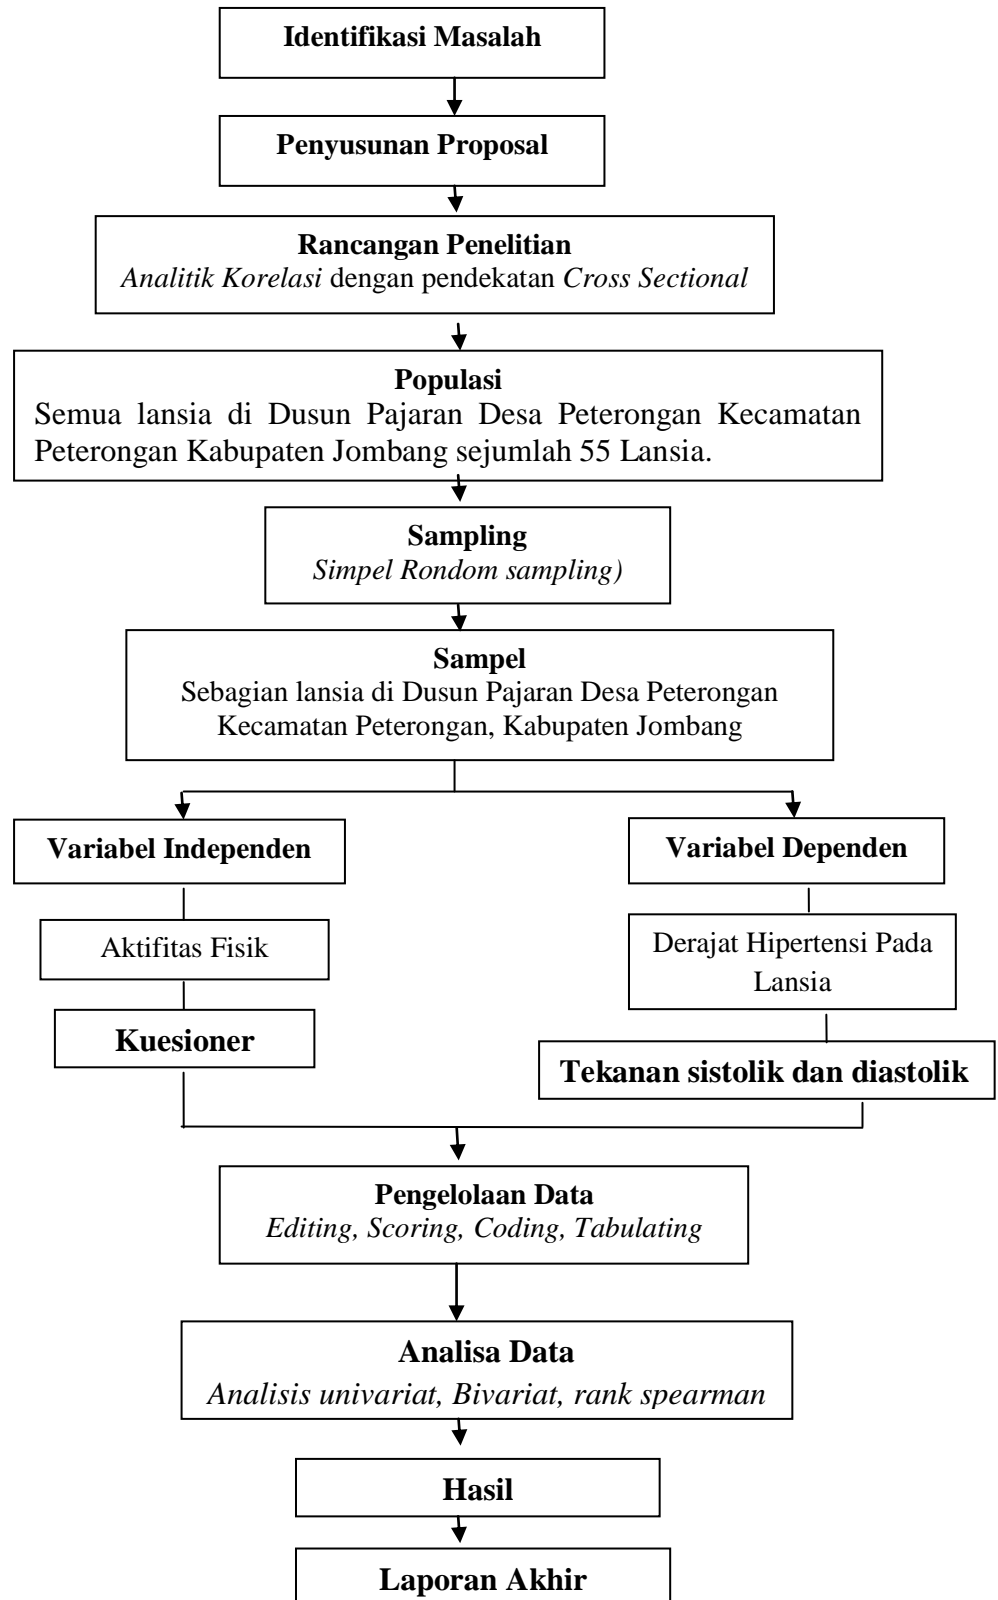 Identifikasi Masalah
Penyusunan Proposal
Rancangan Penelitian
Analitik Korelasi dengan pendekatan Cross Sectional
Populasi
Semua lansia di Dusun Pajaran Desa Peterongan Kecamatan
Peterongan Kabupaten Jombang sejumlah 55 Lansia.
Sampling
Simpel Rondom sampling)
Sampel
Sebagian lansia di Dusun Pajaran Desa Peterongan
Kecamatan Peterongan, Kabupaten Jombang
Variabel Independen
Aktifitas Fisik
Kuesioner
Variabel Dependen
Derajat Hipertensi Pada
Lansia
Tekanan sistolik dan diastolik
Pengelolaan Data
Editing, Scoring, Coding, Tabulating
Analisa Data
Analisis univariat, Bivariat, rank spearman
Hasil
Laporan Akhir